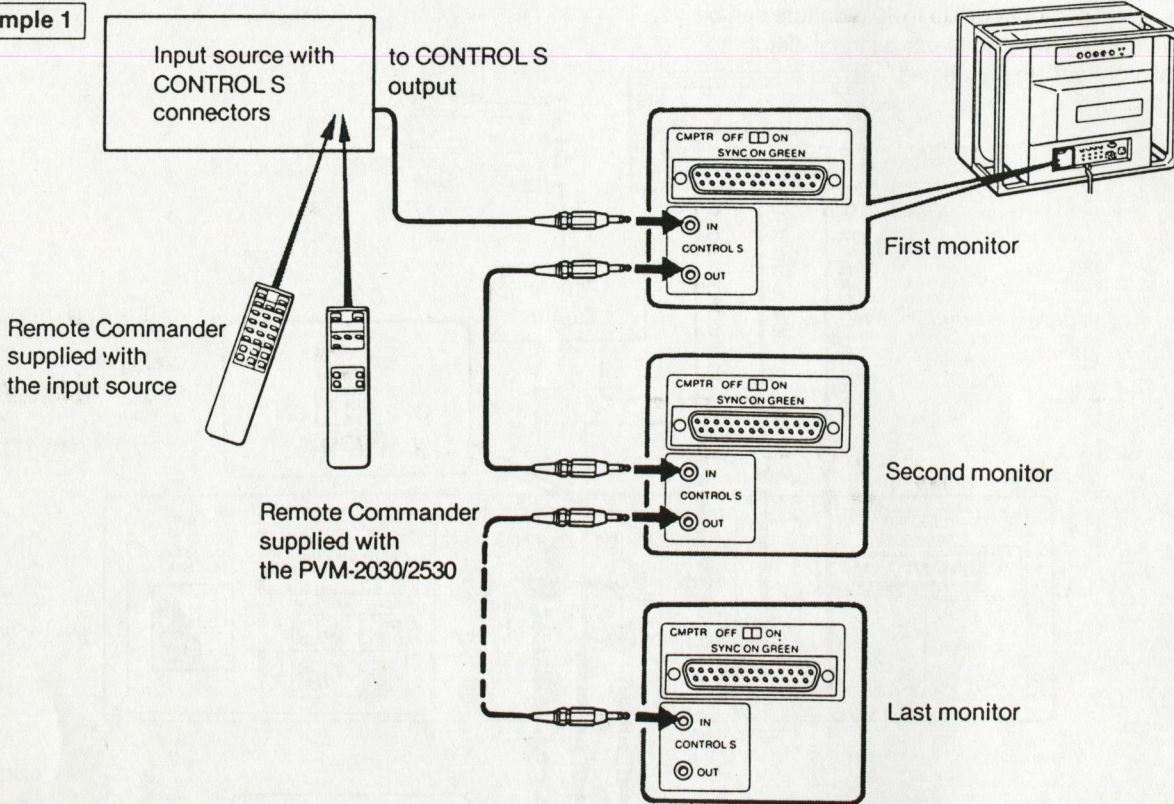 mple 1
Input source with
CONTROL S
connectors
to CONTROL S
output
CMPTR OFF ON
SYNC ON GREEN
IN
CONTROL S
OUT
First monitor
Remote Commander
supplied with
the input source
CMPTR OFF ON
SYNC ON GREEN
IN
CONTROL S
OUT
Second monitor
Remote Commander
supplied with
the PVM-2030/2530
CMPTR OFF ON
SYNC ON GREEN
IN
CONTROL S
OUT
Last monitor